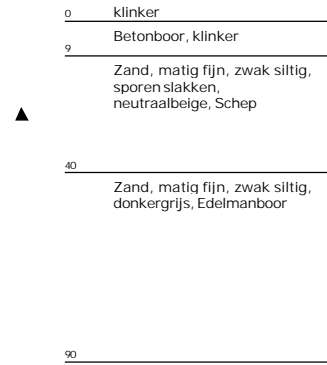 0 klinker
Betonboor, klinker
9
Zand, matig fijn, zwak siltig,
sporen slakken,
neutraalbeige, Schep
40
Zand, matig fijn, zwak siltig,
donkergrijs, Edelmanboor
90